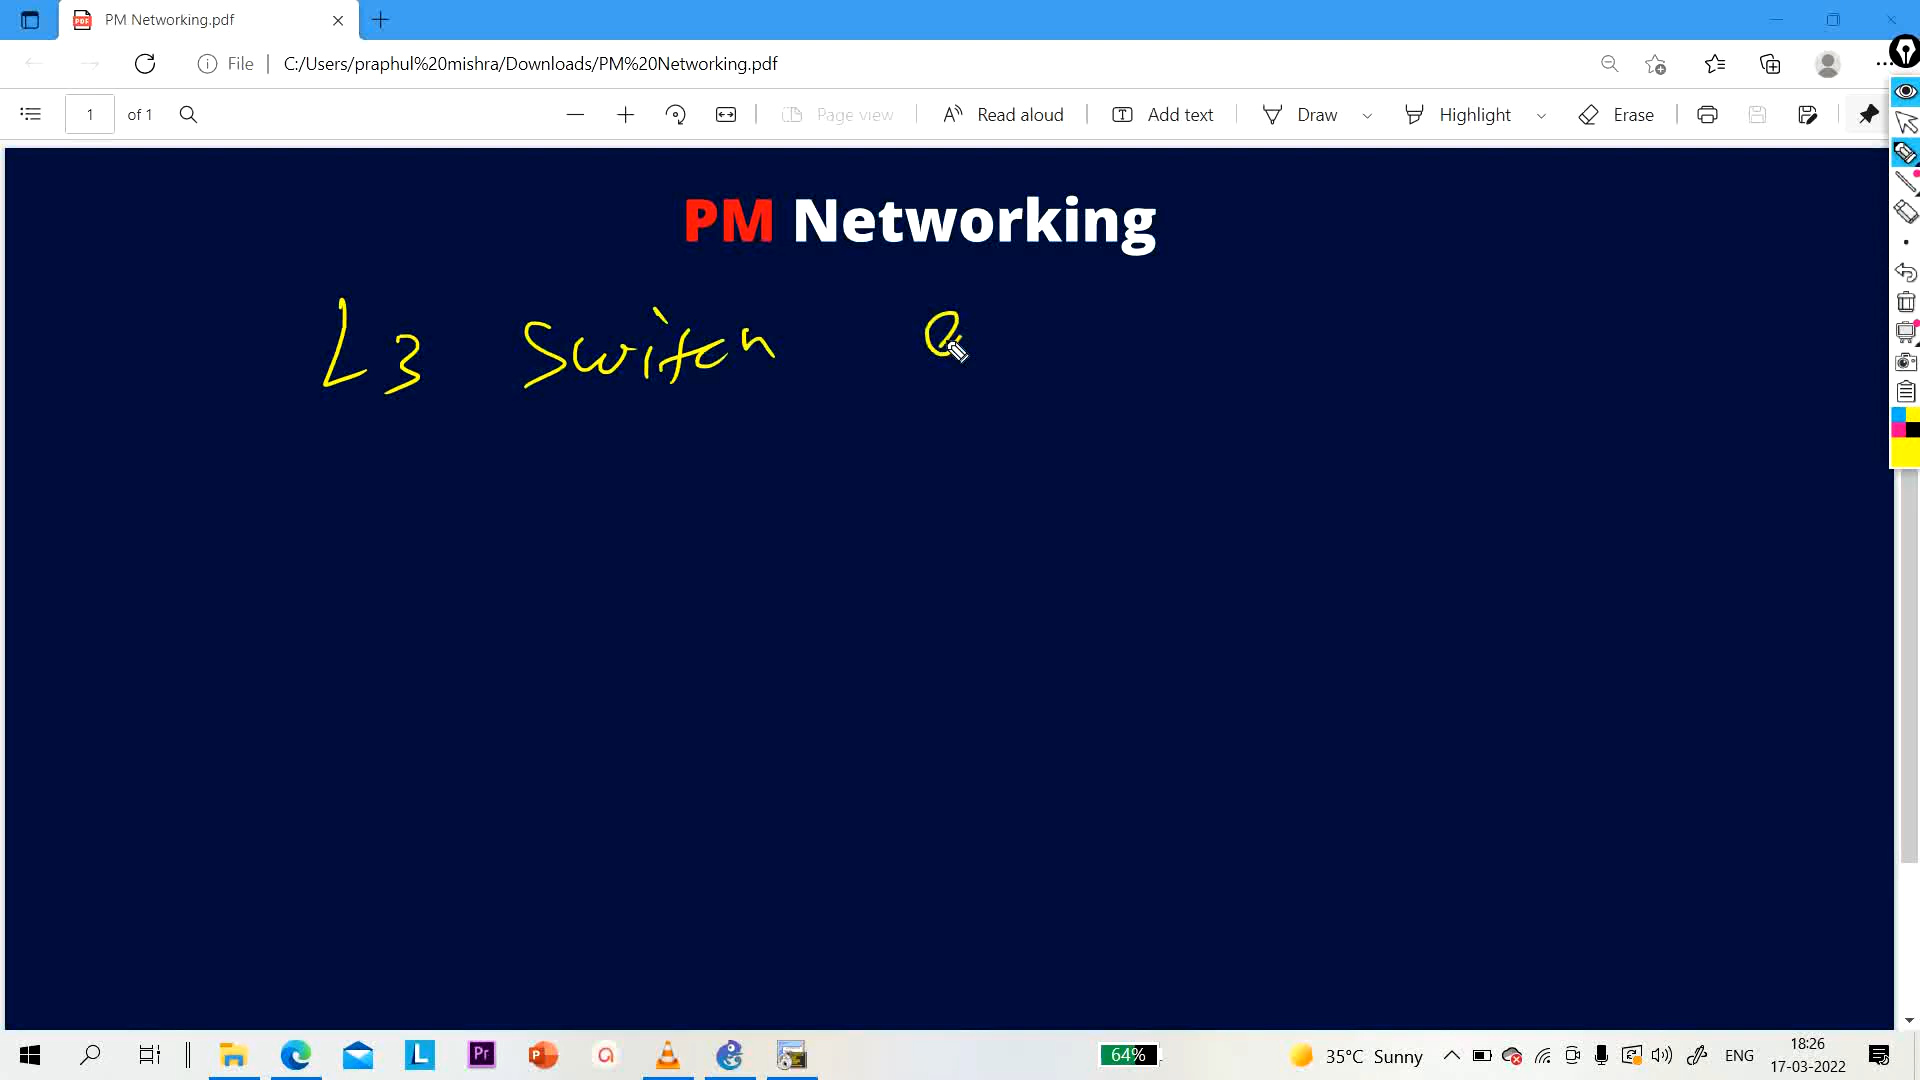 PM Networking.pdf
File
C:/Users/praphul%20mishra/Downloads/PM%20Networking.pdf
1 of 1
Page view
Read aloud
Add text
Draw
Highlight
Erase
PM Networking
L3 Switch
64%
35°C Sunny
ENG
18:26
17-03-2022